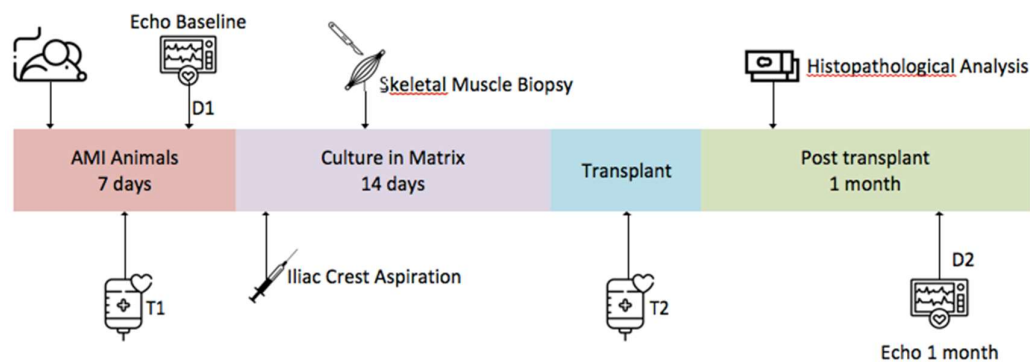 Echo Baseline
D1
Skeletal Muscle Biopsy
Histopathological Analysis
AMI Animals
7 days
Culture in Matrix
14 days
Transplant
Post transplant
1 month
T1
Iliac Crest Aspiration
T2
D2
Echo 1 month